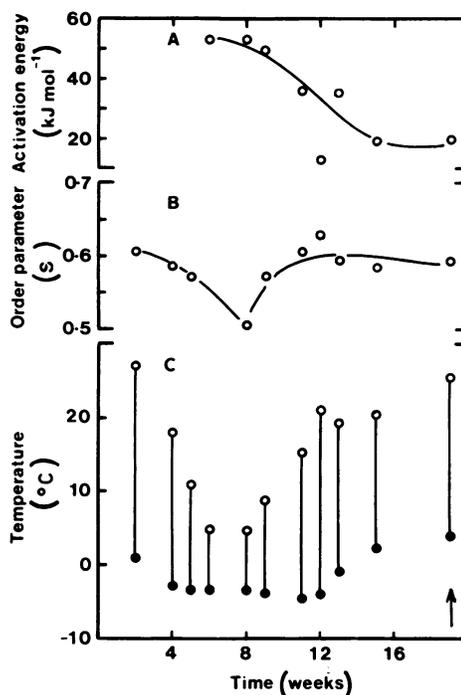 Activation energy
(kJ mol⁻¹)
60
40
20
A
Order parameter
(S)
0·7
0·6
0·5
B
Temperature
(°C)
20
10
0
-10
C
4
8
12
16
Time (weeks)